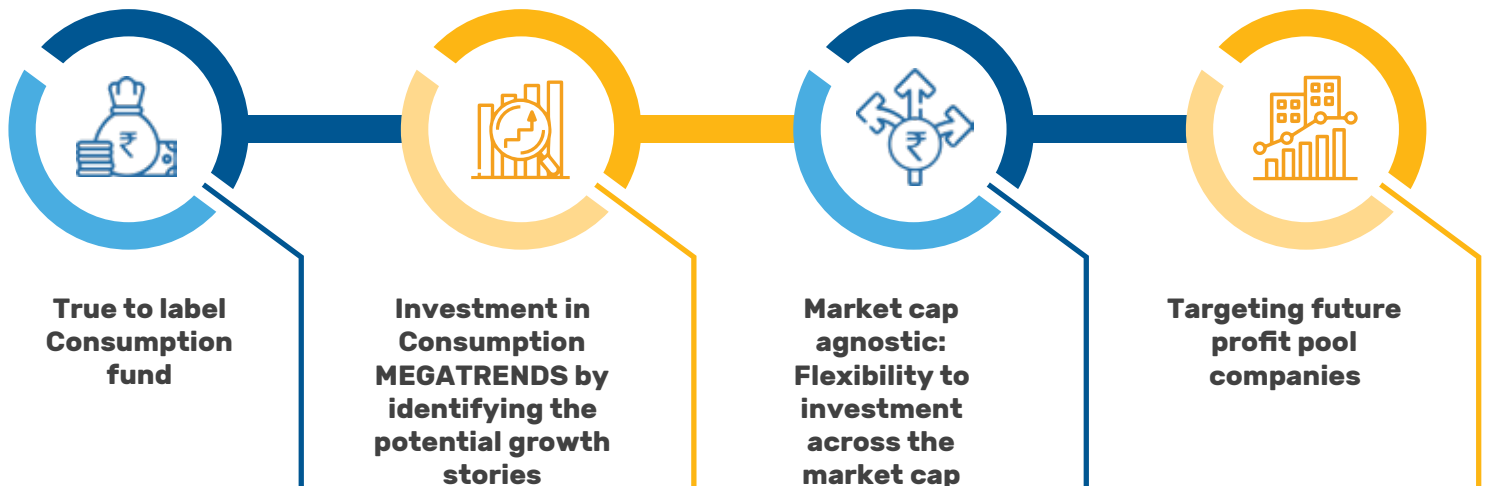 True to label
Consumption
fund
Investment in
Consumption
MEGATRENDS by
identifying the
potential growth
stories
Market cap
agnostic:
Flexibility to
investment
across the
market cap
Targeting future
profit pool
companies